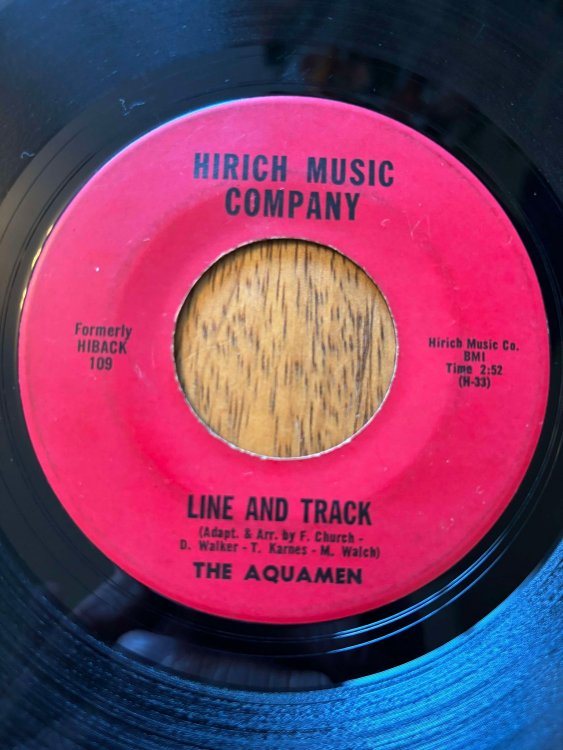 HIRICH MUSIC
COMPANY
Formerly
HIBACK
109
Hirich Music Co.
BMI
Time 2:52
(H-33)
LINE AND TRACK
(Adapt. & Arr. by F. Church -
D. Walker - T. Karnes - M. Walch)
THE AQUAMEN